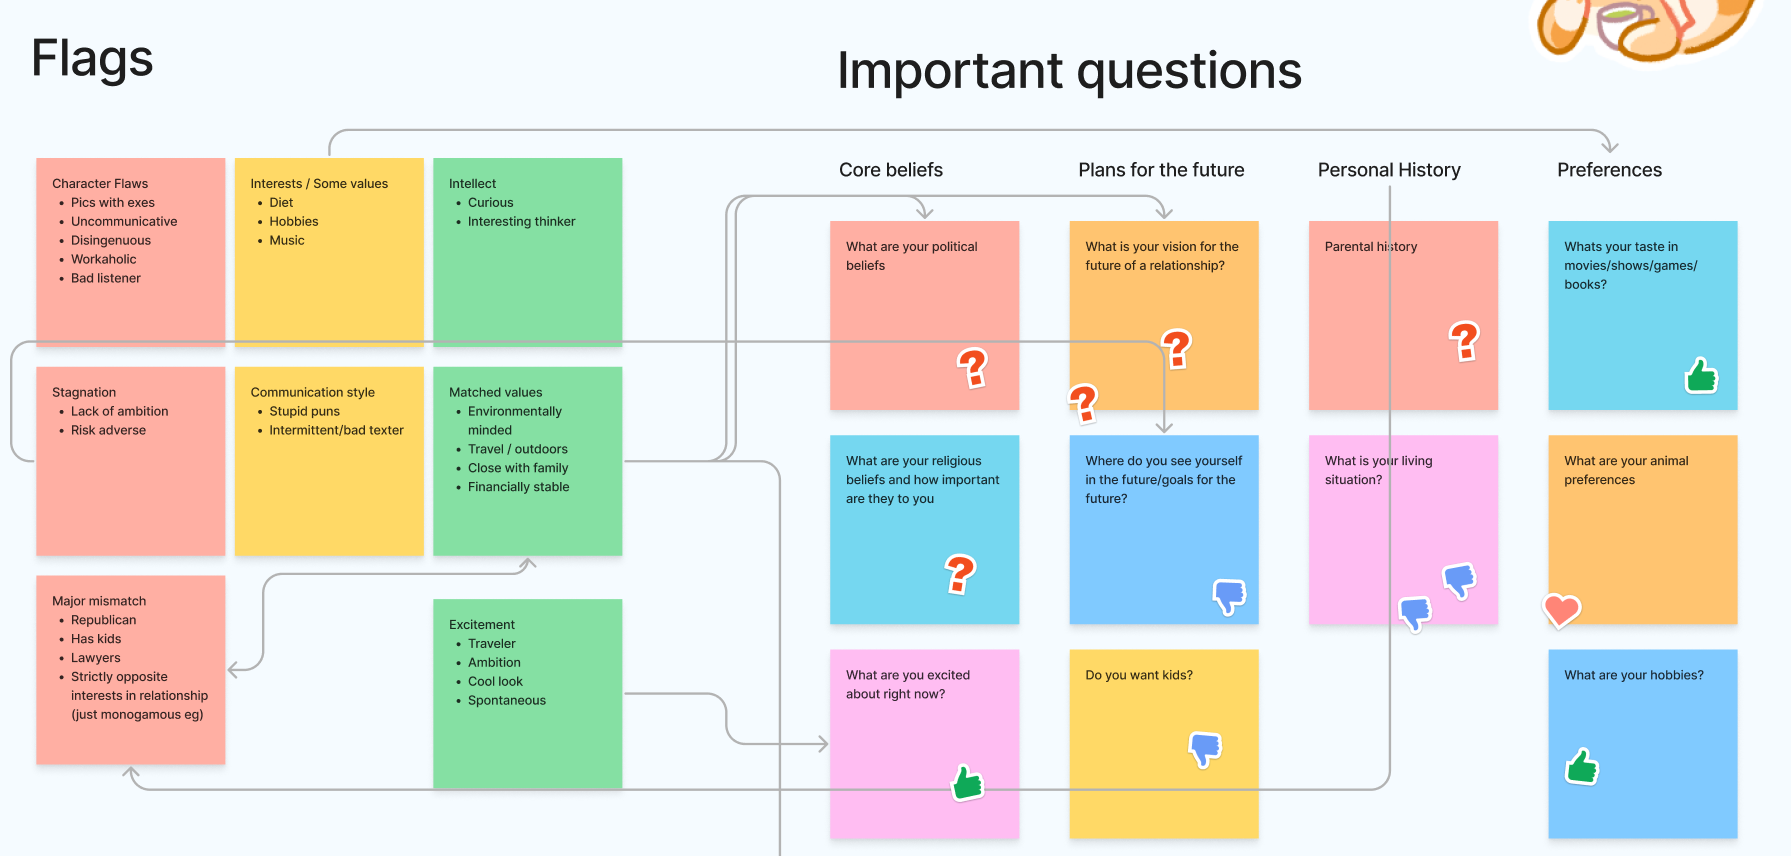 Flags
Important questions
Character Flaws
• Pics with exes
• Uncommunicative
• Disingenuous
• Workaholic
• Bad listener
Interests / Some values
• Diet
• Hobbies
• Music
Intellect
• Curious
• Interesting thinker
Stagnation
• Lack of ambition
• Risk adverse
Communication style
• Stupid puns
• Intermittent/bad texter
Matched values
• Environmentally
minded
• Travel / outdoors
• Close with family
• Financially stable
Major mismatch
• Republican
• Has kids
• Lawyers
• Strictly opposite
interests in relationship
(just monogamous eg)
Excitement
• Traveler
• Ambition
• Cool look
• Spontaneous
Core beliefs
What are your political
beliefs
?
What are your religious
beliefs and how important
are they to you
?
What are you excited
about right now?
Plans for the future
What is your vision for the
future of a relationship?
?
?
Where do you see yourself
in the future/goals for the
future?
Do you want kids?
Personal History
Parental history
?
What is your living
situation?
Preferences
Whats your taste in
movies/shows/games/
books?
What are your animal
preferences
What are your hobbies?